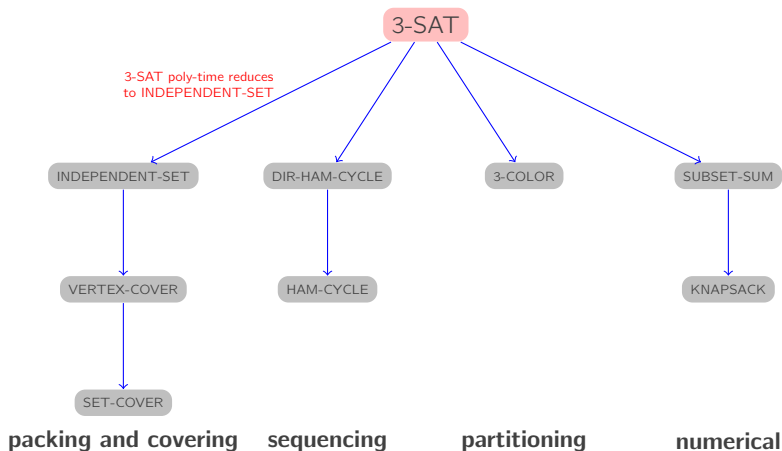 3-SAT
3-SAT poly-time reduces
to INDEPENDENT-SET
INDEPENDENT-SET
DIR-HAM-CYCLE
3-COLOR
SUBSET-SUM
VERTEX-COVER
HAM-CYCLE
KNAPSACK
SET-COVER
packing and covering
sequencing
partitioning
numerical